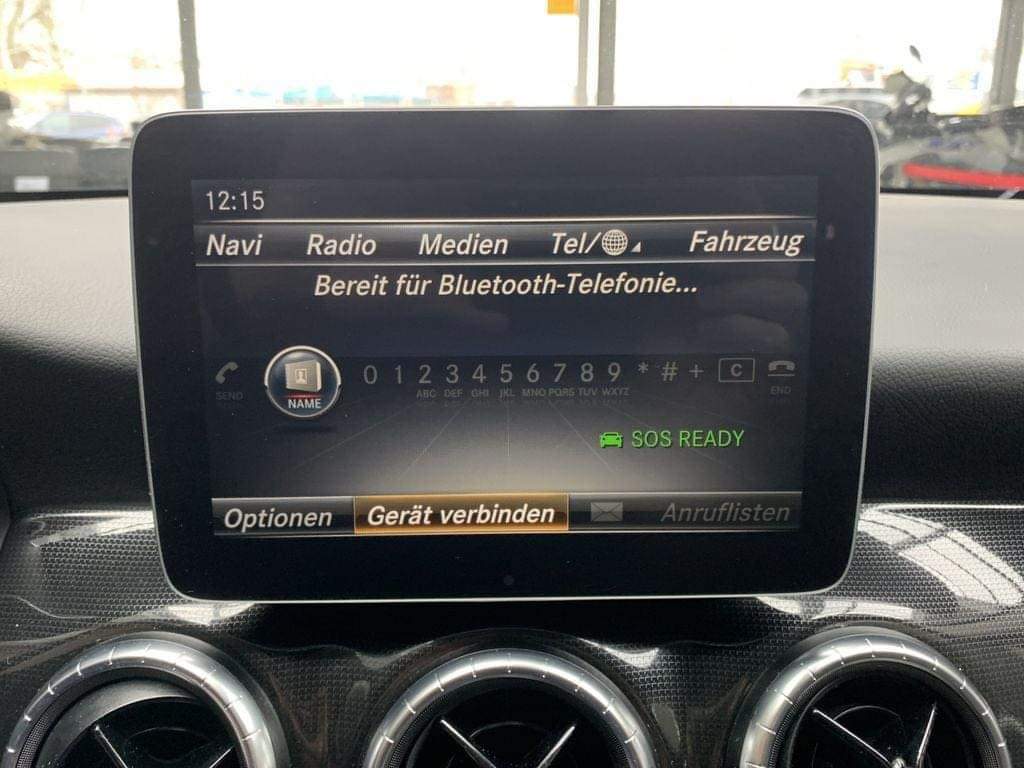 12:15
Navi Radio Medien Tel/ Fahrzeug
Bereit für Bluetooth-Telefonie...
0 1 2 3 4 5 6 7 8 9 * # + C
SEND NAME ABC DEF GHI JKL MNO PQRS TUV WXYZ END
SOS READY
Optionen Gerät verbinden Anruflisten